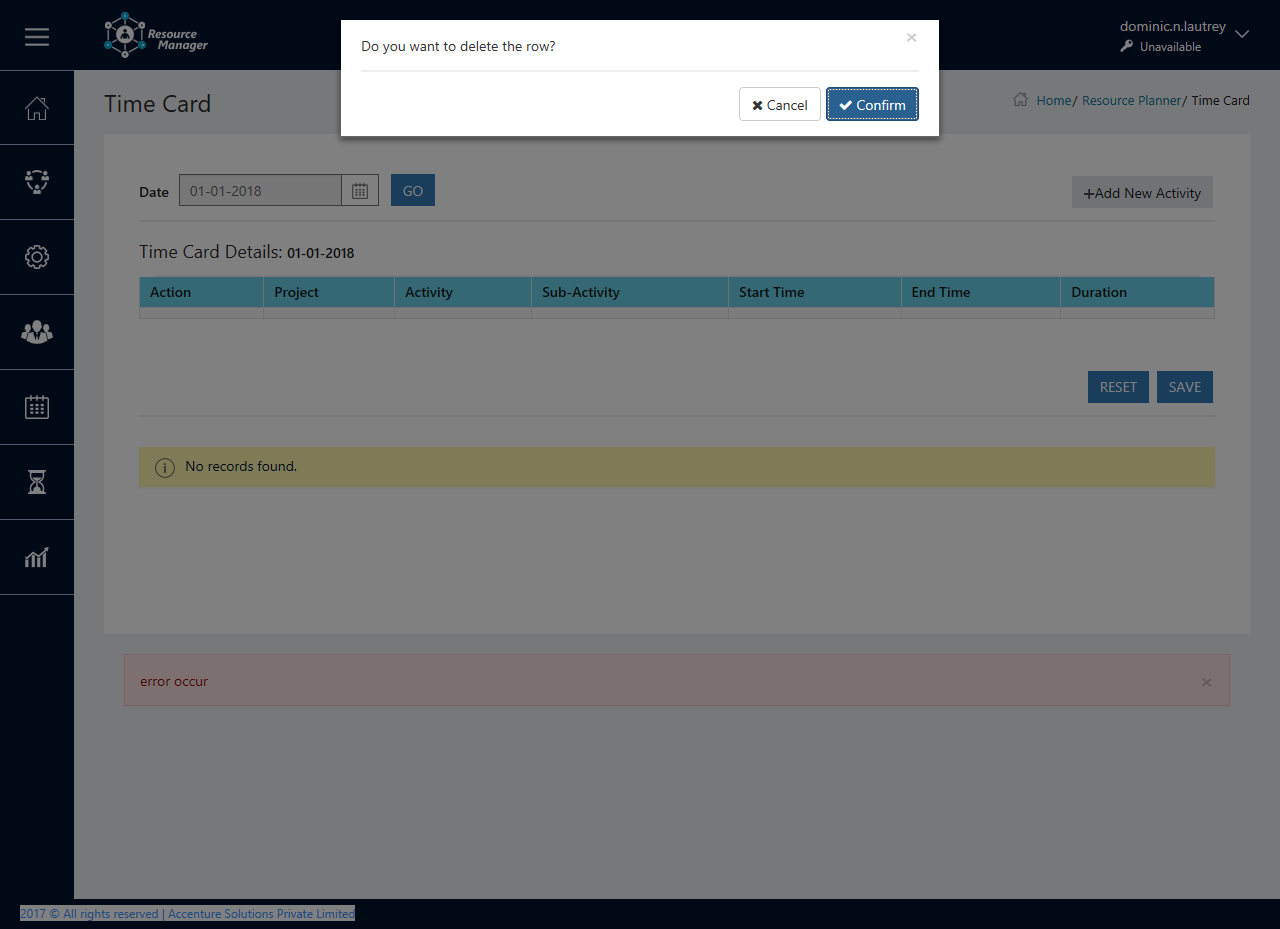 Resource
Manager
dominic.n.lautrey
Unavailable
Do you want to delete the row?
×
Cancel
Confirm
Time Card
Home/ Resource Planner/ Time Card
Date 01-01-2018 GO
+Add New Activity
Time Card Details: 01-01-2018
Action Project Activity Sub-Activity Start Time End Time Duration
RESET SAVE
No records found.
error occur ×
2017 © All rights reserved | Accenture Solutions Private Limited